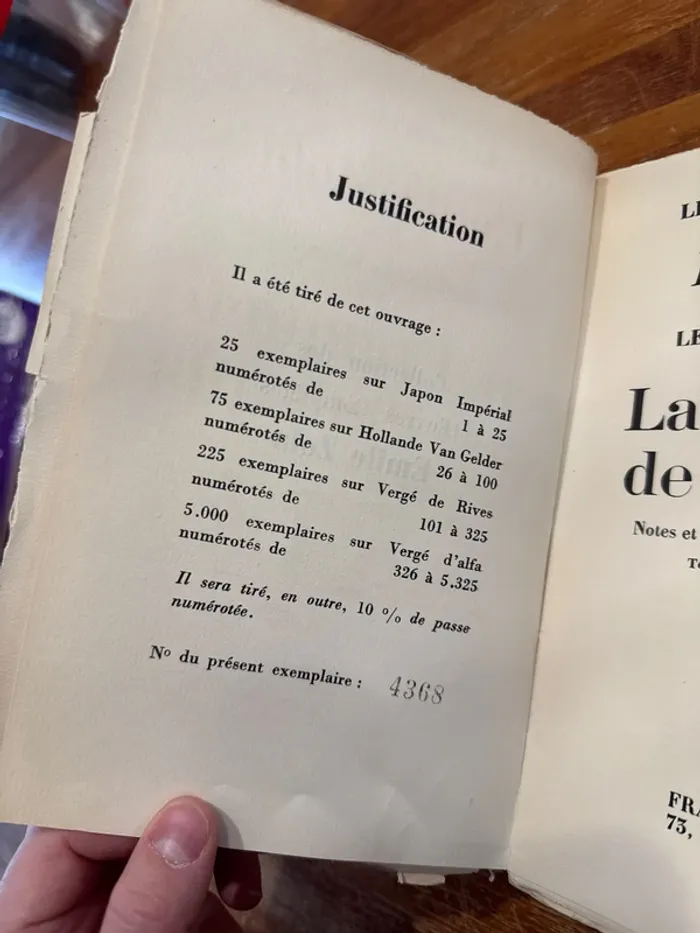 Justification
Il a été tiré de cet ouvrage :
25 exemplaires sur Japon Impérial
numérotés de 1 à 25
75 exemplaires sur Hollande Van Gelder
numérotés de 26 à 100
225 exemplaires sur Vergé de Rives
numérotés de 101 à 325
5.000 exemplaires sur Vergé d'alfa
numérotés de 326 à 5.325
Il sera tiré, en outre, 10 % de passe
numérotée.
Nº du présent exemplaire : 4368
La
de
Notes et
73,